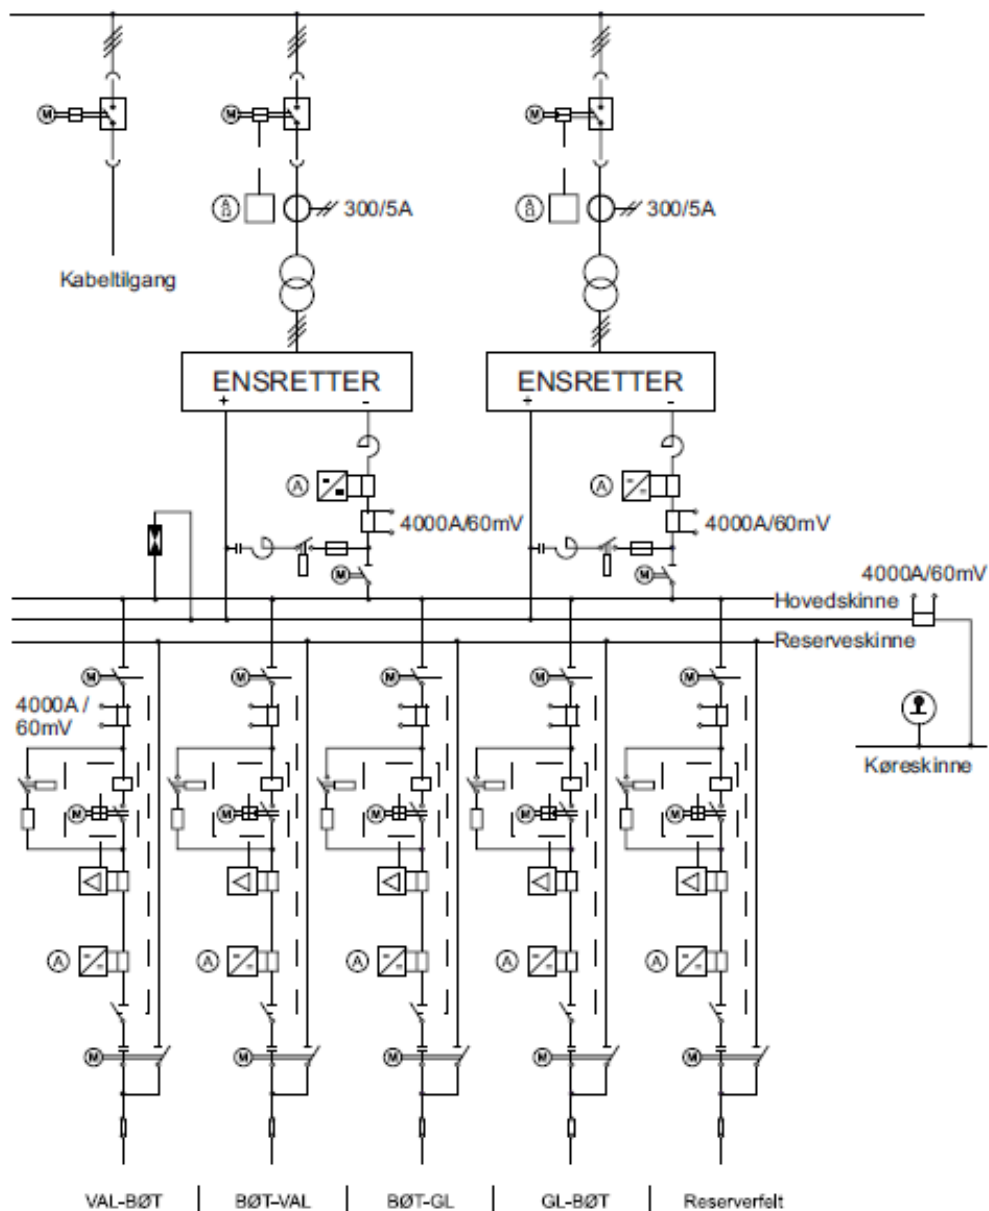 M
M
M
A
Ω
300/5A
A
Ω
300/5A
Kabeltilgang
ENSRETTER
+ -
ENSRETTER
+ -
A
4000A/60mV
A
4000A/60mV
M
M
4000A/60mV
Hovedskinne
Reserveskinne
M
M
M
M
M
4000A /
60mV
Køreskinne
M
M
M
M
M
A
A
A
A
A
M
M
M
M
M
VAL-BØT
BØT-VAL
BØT-GL
GL-BØT
Reserverfelt